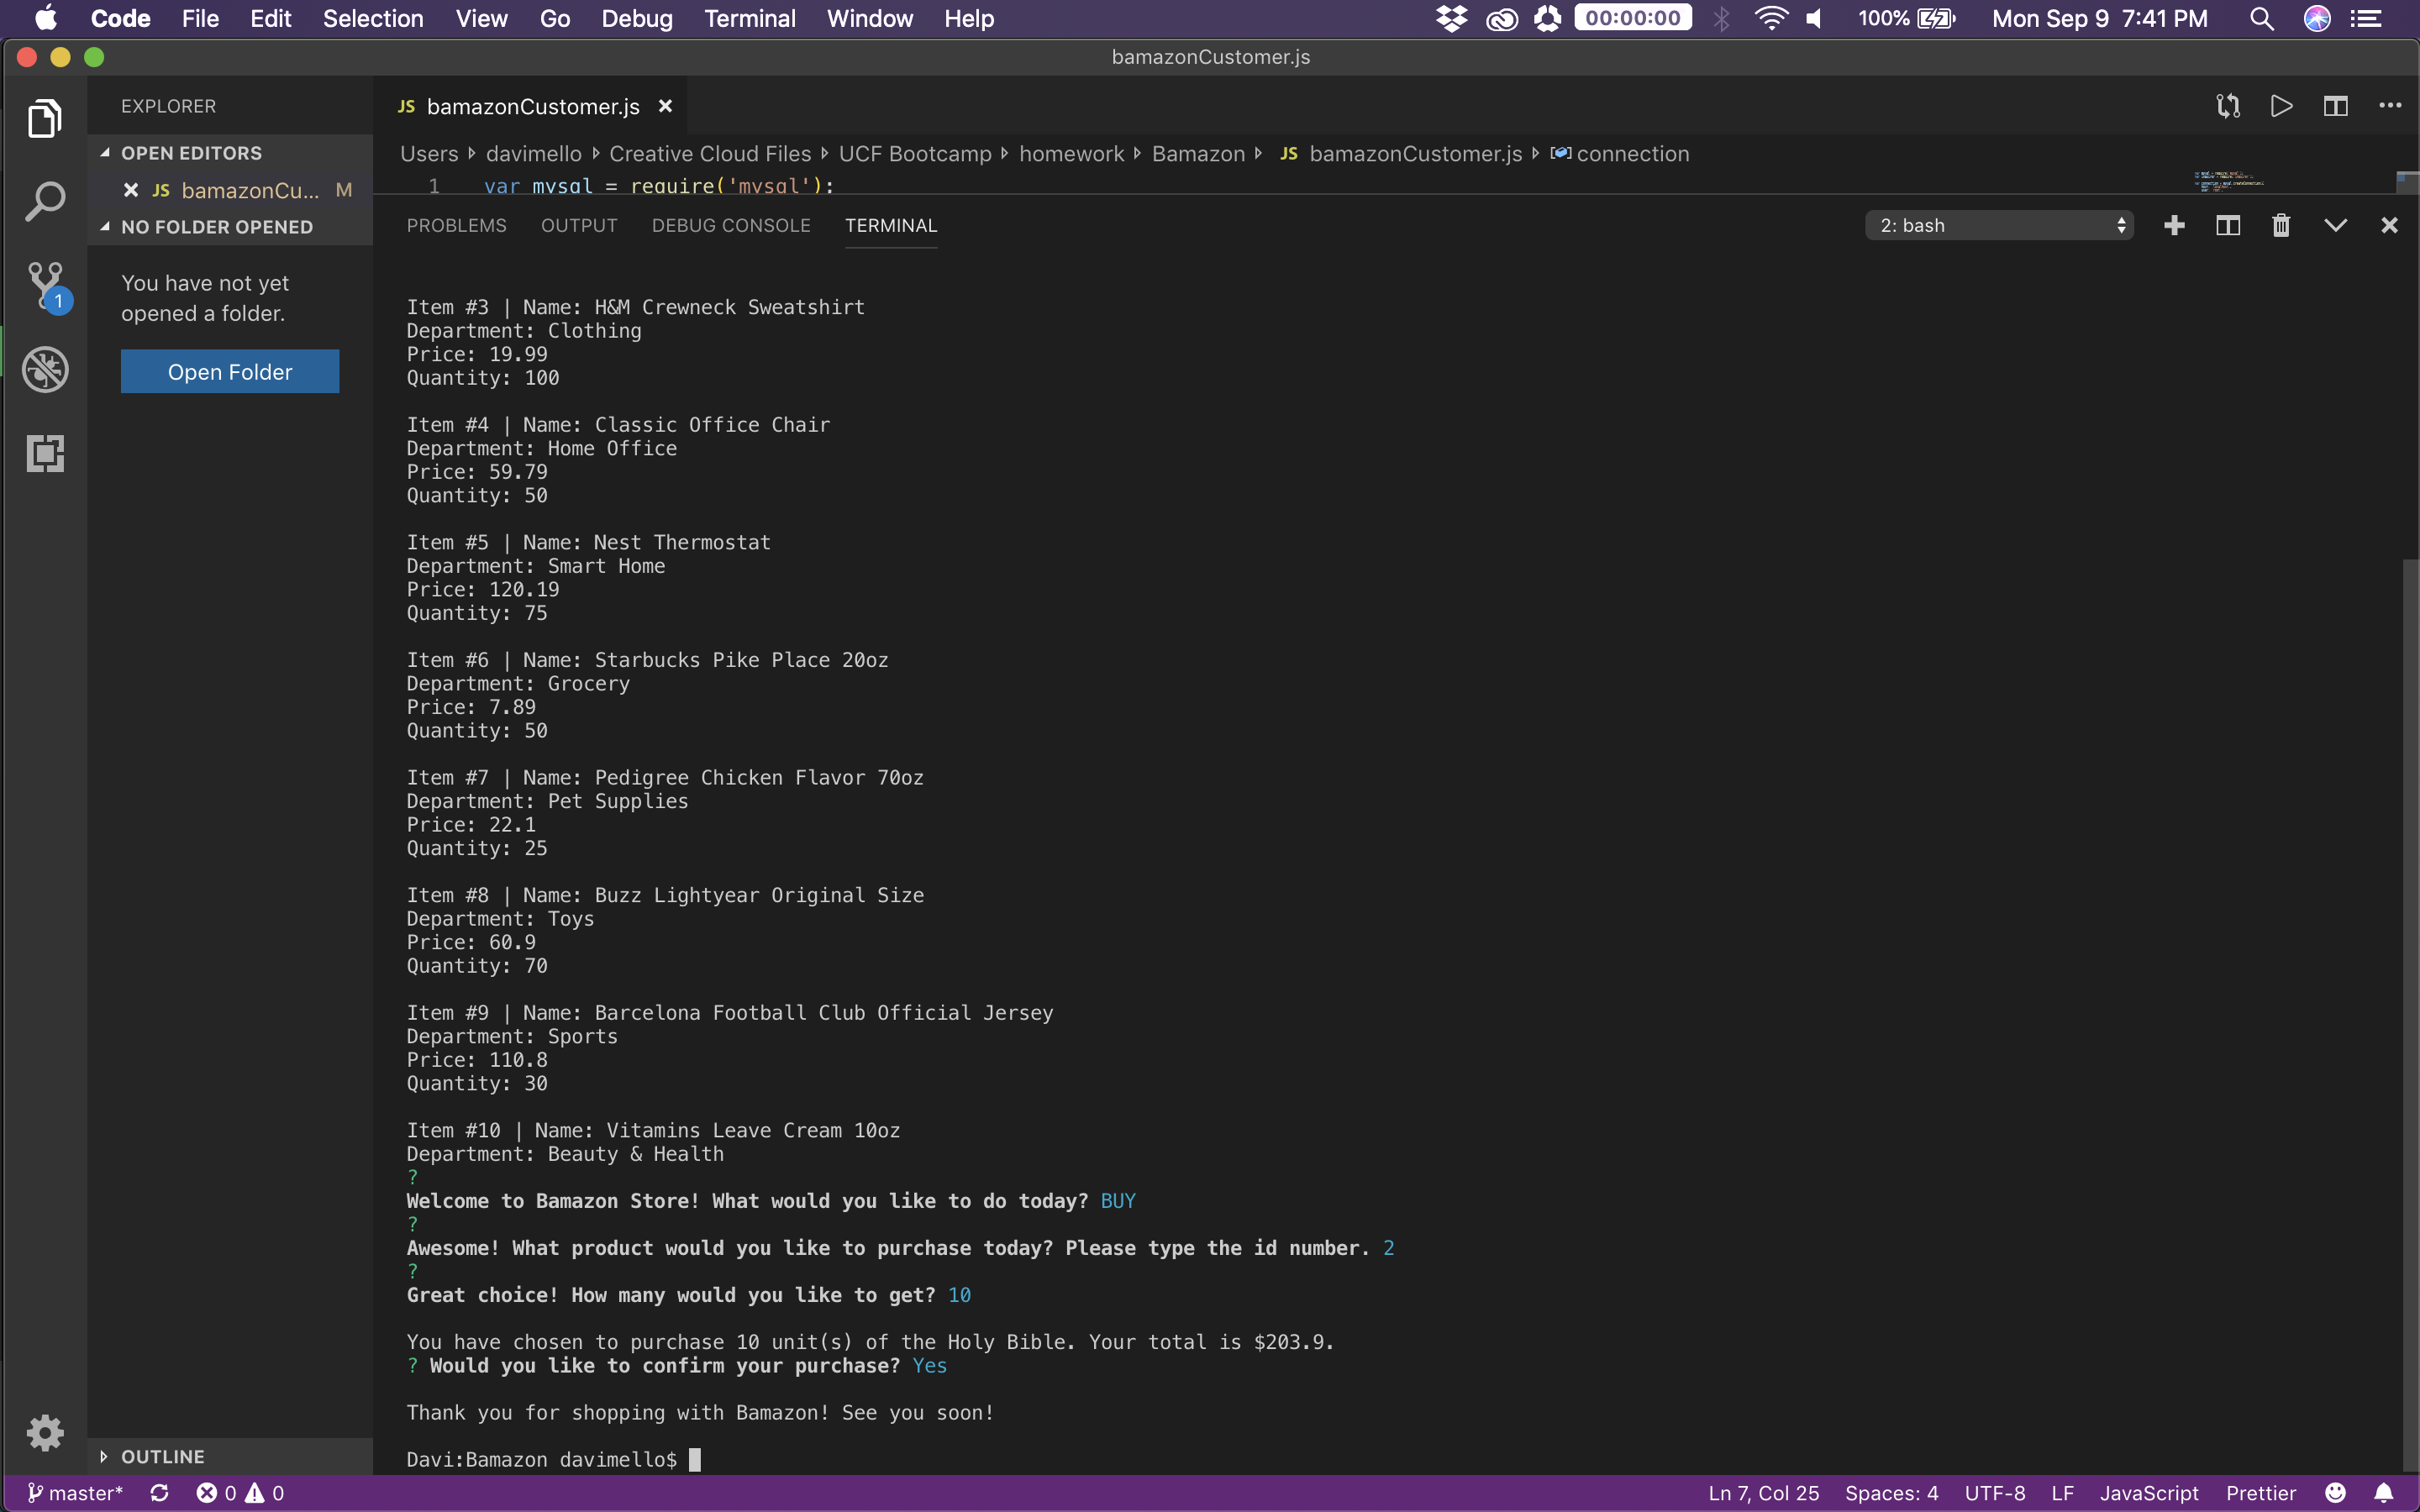 Code File Edit Selection View Go Debug Terminal Window Help 00:00:00 100% Mon Sep 9 7:41 PM
bamazonCustomer.js
EXPLORER
OPEN EDITORS
JS bamazonCu... M
NO FOLDER OPENED
You have not yet
opened a folder.
Open Folder
1
OUTLINE
JS bamazonCustomer.js
Users davimello Creative Cloud Files UCF Bootcamp homework Bamazon JS bamazonCustomer.js connection
1 var mysql = require('mysql');
PROBLEMS OUTPUT DEBUG CONSOLE TERMINAL 2: bash
Item #3 | Name: H&M Crewneck Sweatshirt
Department: Clothing
Price: 19.99
Quantity: 100
Item #4 | Name: Classic Office Chair
Department: Home Office
Price: 59.79
Quantity: 50
Item #5 | Name: Nest Thermostat
Department: Smart Home
Price: 120.19
Quantity: 75
Item #6 | Name: Starbucks Pike Place 20oz
Department: Grocery
Price: 7.89
Quantity: 50
Item #7 | Name: Pedigree Chicken Flavor 70oz
Department: Pet Supplies
Price: 22.1
Quantity: 25
Item #8 | Name: Buzz Lightyear Original Size
Department: Toys
Price: 60.9
Quantity: 70
Item #9 | Name: Barcelona Football Club Official Jersey
Department: Sports
Price: 110.8
Quantity: 30
Item #10 | Name: Vitamins Leave Cream 10oz
Department: Beauty & Health
?
Welcome to Bamazon Store! What would you like to do today? BUY
?
Awesome! What product would you like to purchase today? Please type the id number. 2
?
Great choice! How many would you like to get? 10
You have chosen to purchase 10 unit(s) of the Holy Bible. Your total is $203.9.
? Would you like to confirm your purchase? Yes
Thank you for shopping with Bamazon! See you soon!
Davi:Bamazon davimello$
master* 0 0 Ln 7, Col 25 Spaces: 4 UTF-8 LF JavaScript Prettier